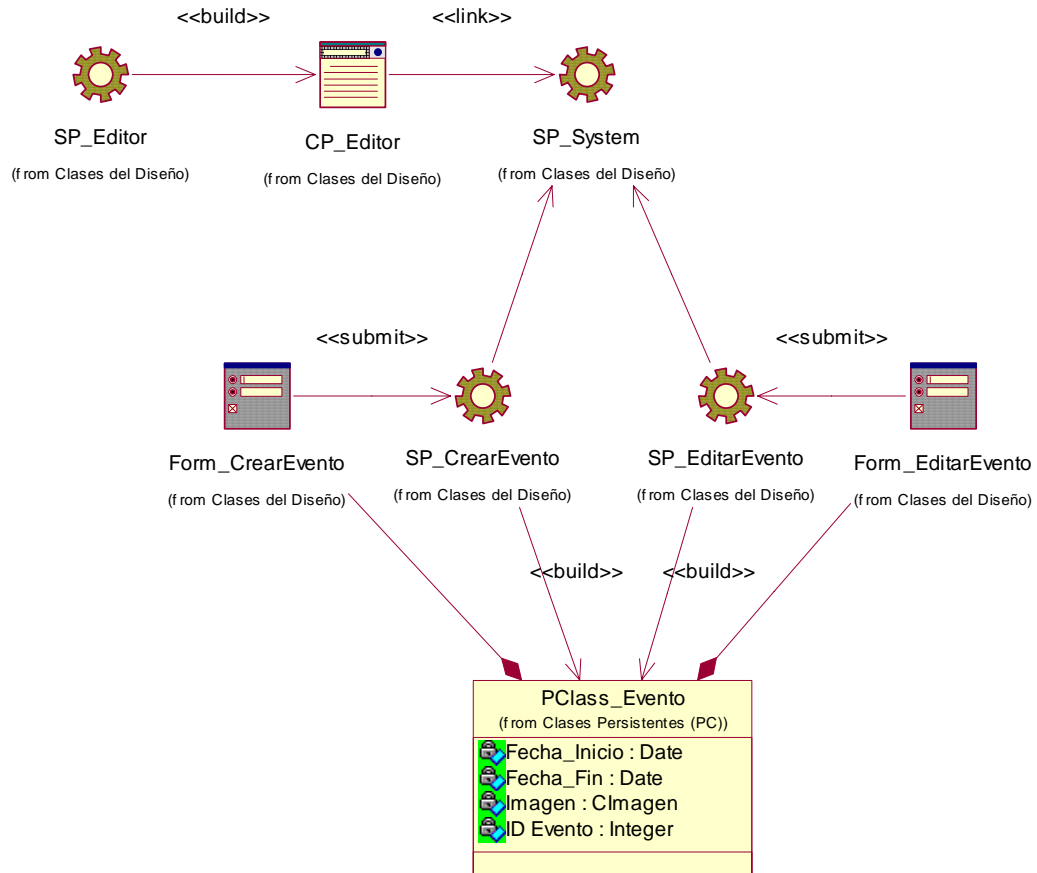 <<build>>
<<link>>
SP_Editor
(from Clases del Diseño)
CP_Editor
(from Clases del Diseño)
SP_System
(from Clases del Diseño)
<<submit>>
<<submit>>
Form_CrearEvento
(from Clases del Diseño)
SP_CrearEvento
(from Clases del Diseño)
SP_EditarEvento
(from Clases del Diseño)
Form_EditarEvento
(from Clases del Diseño)
<<build>>
<<build>>
PClass_Evento
(from Clases Persistentes (PC))
Fecha_Inicio : Date
Fecha_Fin : Date
Imagen : CImagen
ID Evento : Integer